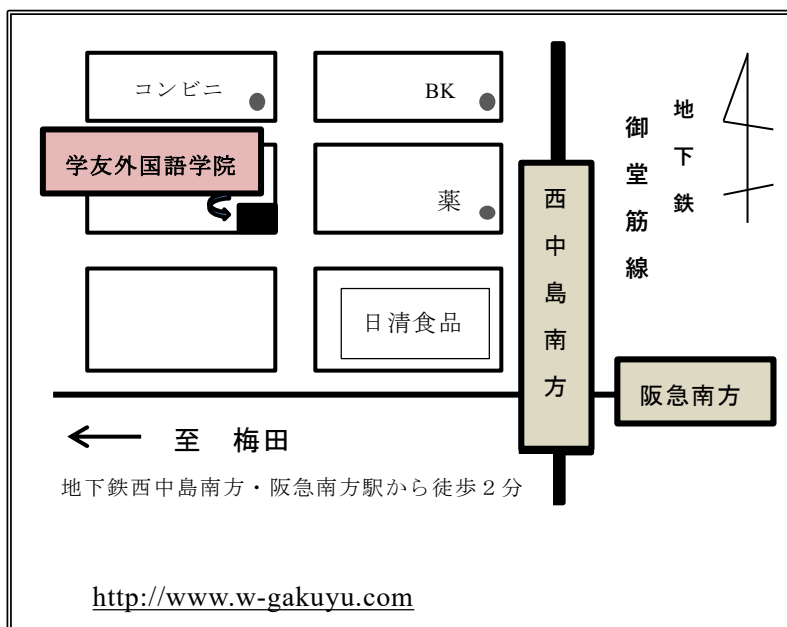 コンビニ
BK
学友外国語学院
薬
日清食品
西中島南方
地下鉄
御堂筋線
阪急南方
至 梅田
地下鉄西中島南方・阪急南方駅から徒歩２分
http://www.w-gakuyu.com